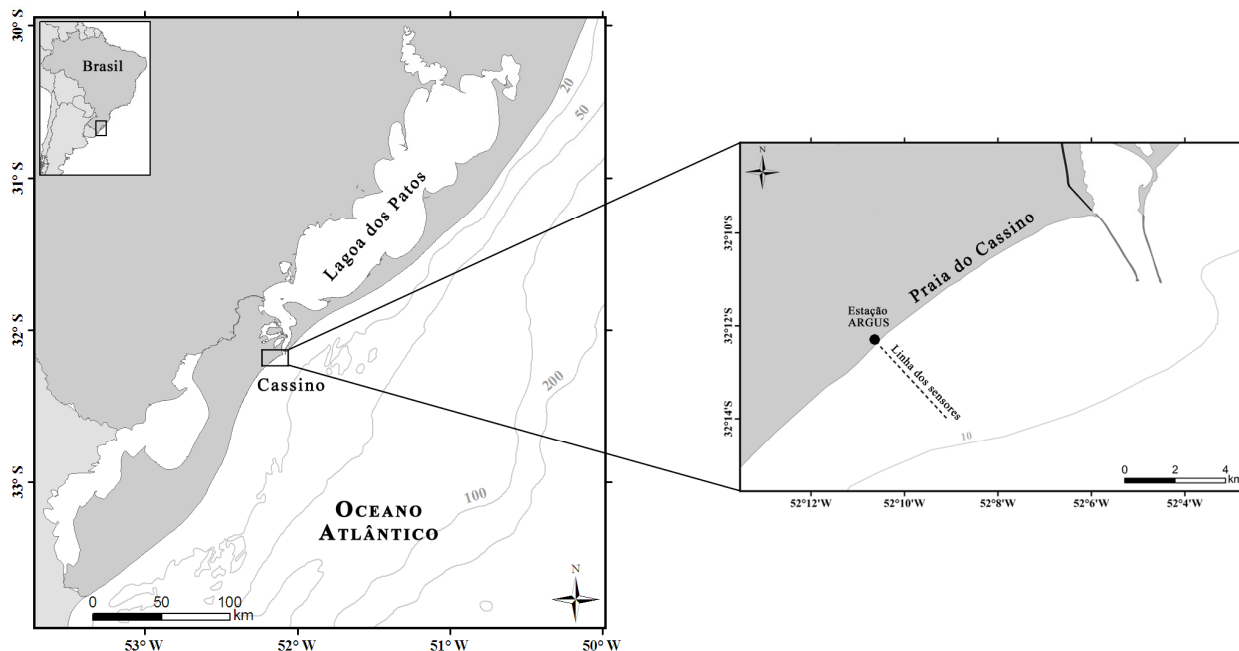 Brasil
30° S
31°S
32°S
33°S
53° W
52° W
51° W
50° W
Lagoa dos Patos
Cassino
OCEANO
ATLÂNTICO
20
50
200
100
0 50 100
km
N
N
Praia do Cassino
Estação
ARGUS
Linha dos sensores
10
32°10'S
32°12'S
32°14'S
52°12'W
52°10'W
52°8'W
52°6'W
52°4'W
0 2 4
km